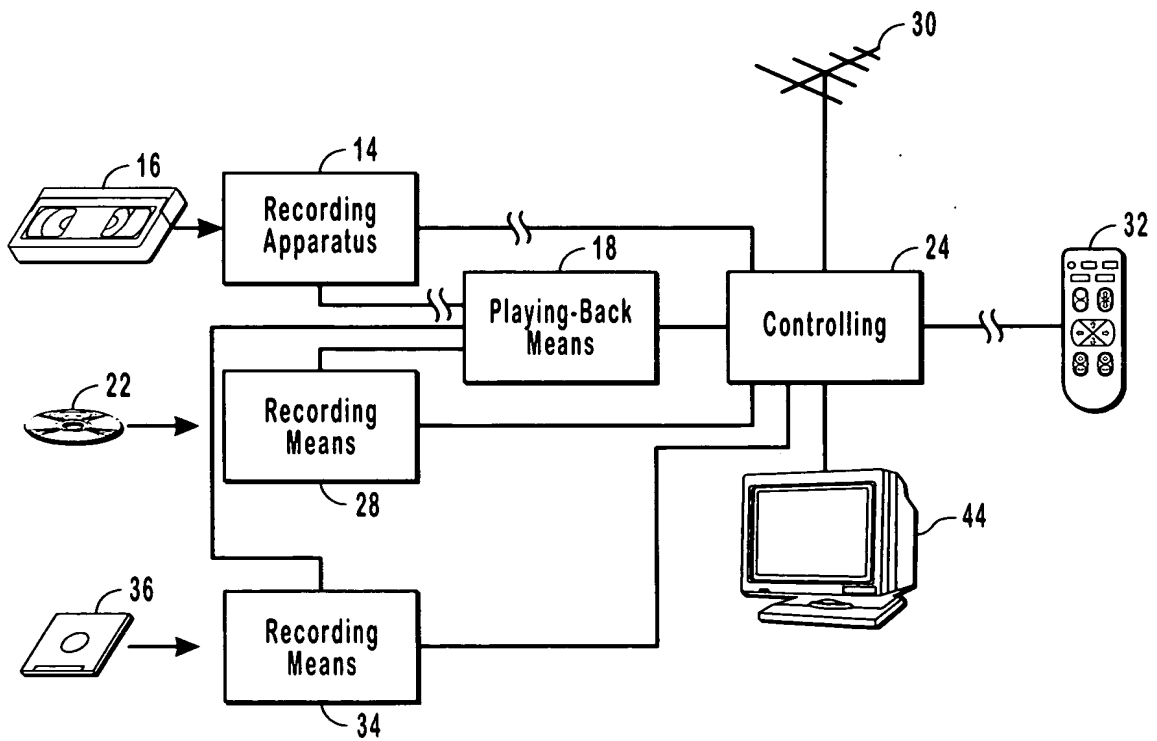 30
16
14
Recording
Apparatus
18
Playing-Back
Means
24
Controlling
32
22
Recording
Means
28
44
36
Recording
Means
34